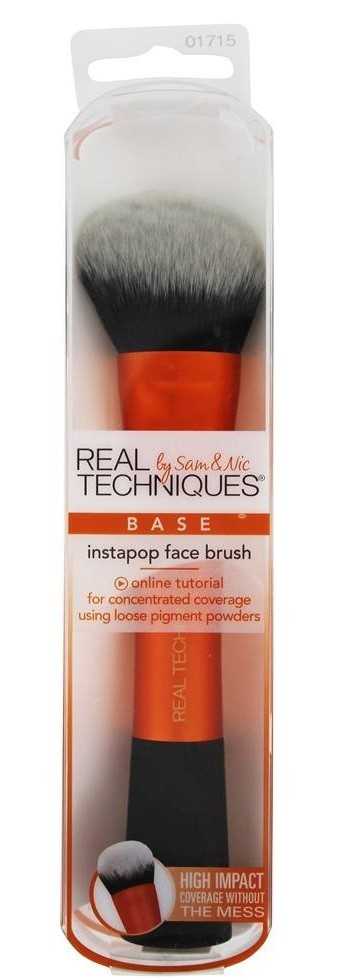 01715
REAL by Sam & Nic
TECHNIQUES®
BASE
instapop face brush
online tutorial
for concentrated coverage
using loose pigment powders
REAL TECH
HIGH IMPACT
COVERAGE WITHOUT
THE MESS